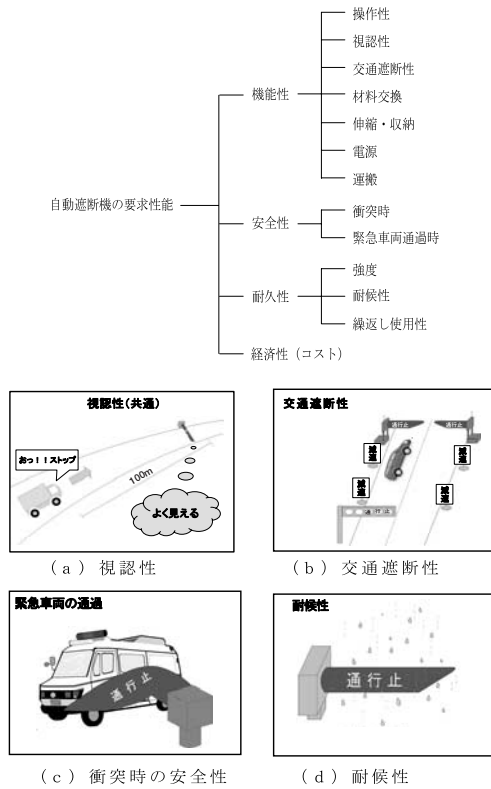 自動遮断機の要求性能
機能性
操作性
視認性
交通遮断性
材料交換
伸縮・収納
電源
運搬
安全性
衝突時
緊急車両通過時
耐久性
強度
耐候性
繰返し使用性
経済性（コスト）
視認性(共通)
おっ！！ストップ
100m
よく見える
(a) 視認性
交通遮断性
通行止
通行止
減速
減速
減速
減速
通行止
(b) 交通遮断性
緊急車両の通過
通行止
(c) 衝突時の安全性
耐候性
通行止
(d) 耐候性